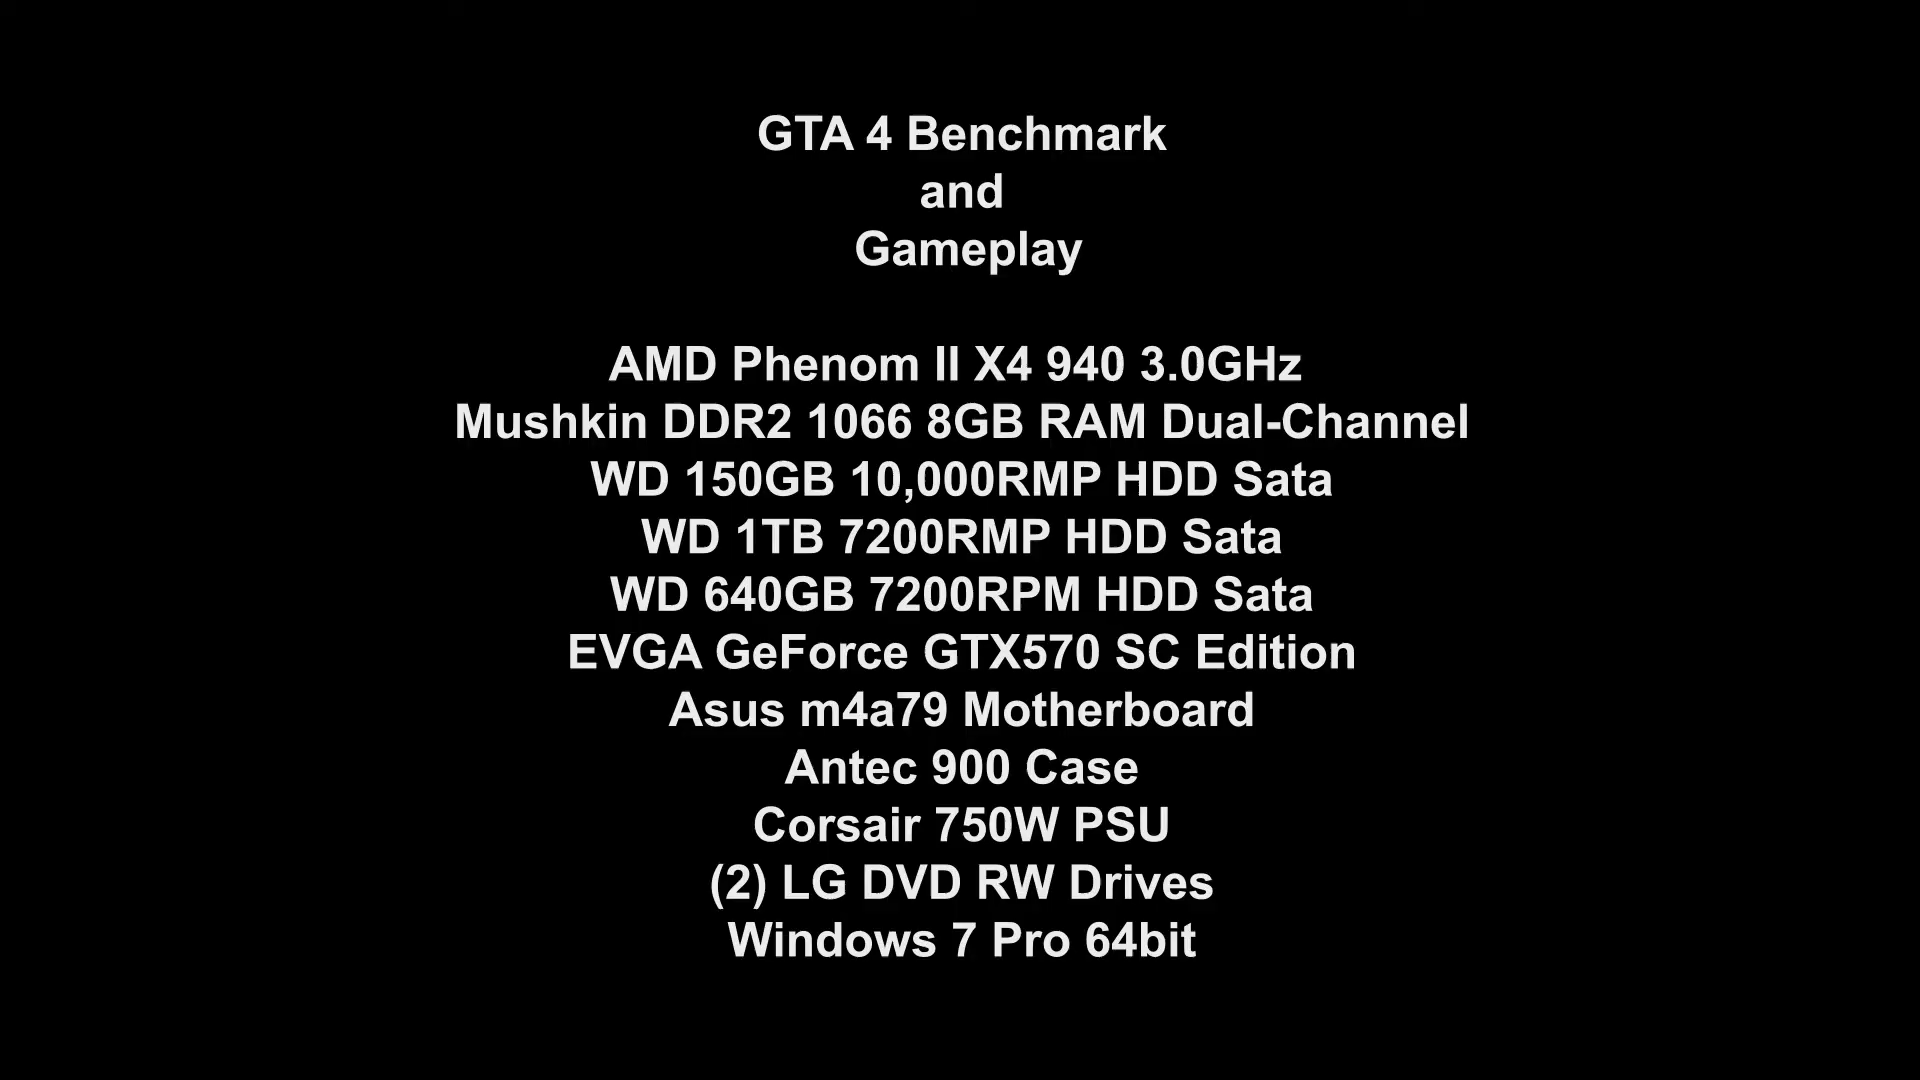 GTA 4 Benchmark
and
Gameplay
AMD Phenom II X4 940 3.0GHz
Mushkin DDR2 1066 8GB RAM Dual-Channel
WD 150GB 10,000RMP HDD Sata
WD 1TB 7200RMP HDD Sata
WD 640GB 7200RPM HDD Sata
EVGA GeForce GTX570 SC Edition
Asus m4a79 Motherboard
Antec 900 Case
Corsair 750W PSU
(2) LG DVD RW Drives
Windows 7 Pro 64bit